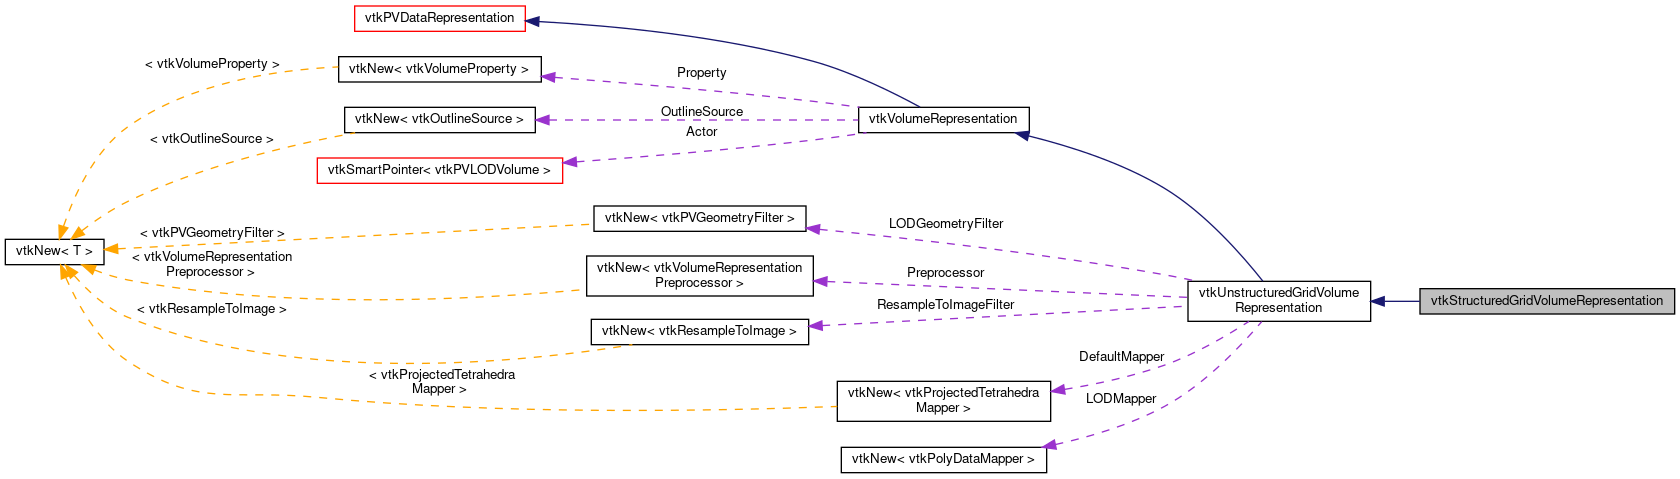 vtkPVDataRepresentation
< vtkVolumeProperty >
vtkNew< vtkVolumeProperty >
Property
vtkNew< vtkOutlineSource >
OutlineSource
vtkVolumeRepresentation
< vtkOutlineSource >
Actor
vtkSmartPointer< vtkPVLODVolume >
vtkNew< vtkPVGeometryFilter >
LODGeometryFilter
< vtkPVGeometryFilter >
vtkNew< T >
< vtkVolumeRepresentation
Preprocessor >
vtkNew< vtkVolumeRepresentation
Preprocessor >
Preprocessor
vtkUnstructuredGridVolume
Representation
vtkStructuredGridVolumeRepresentation
< vtkResampleToImage >
ResampleToImageFilter
vtkNew< vtkResampleToImage >
DefaultMapper
< vtkProjectedTetrahedra
Mapper >
vtkNew< vtkProjectedTetrahedra
Mapper >
LODMapper
vtkNew< vtkPolyDataMapper >